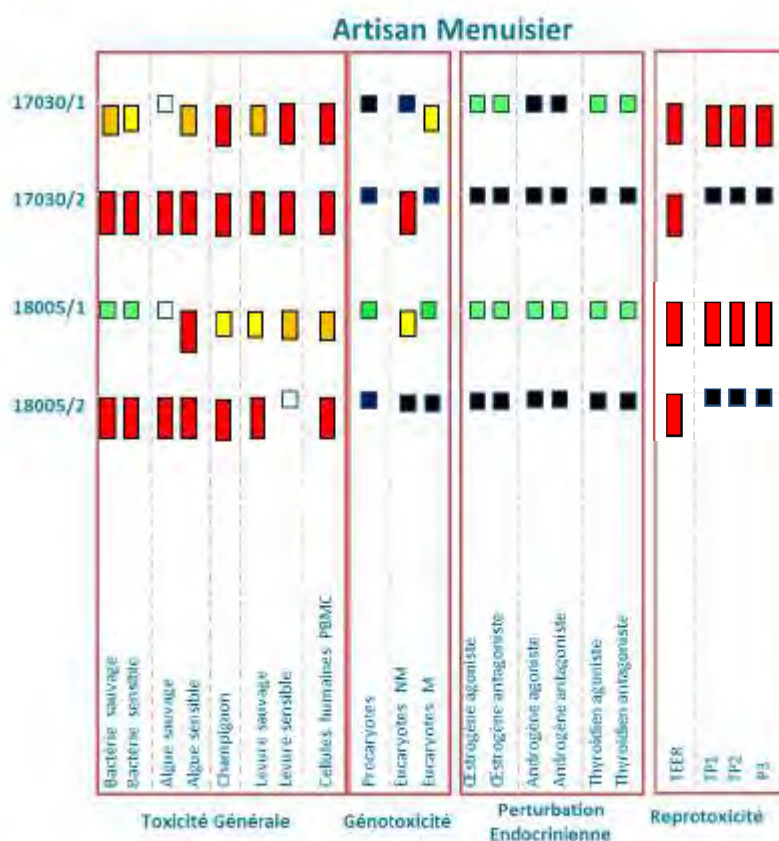 Artisan Menuisier
17030/1
17030/2
18005/1
18005/2
Bactérie sauvage
Bactérie sensible
Algue sauvage
Algue sensible
Champignon
Levure sauvage
Levure sensible
Cellules humaines PBMC
Procaryotes
Eucaryotes NM
Eucaryotes M
Œstrogène agoniste
Œstrogène antagoniste
Androgène agoniste
Androgène antagoniste
Thyroïdien agoniste
Thyroïdien antagoniste
TEER
TP1
TP2
P3
Toxicité Générale
Génotoxicité
Perturbation
Endocrinienne
Reprotoxicité